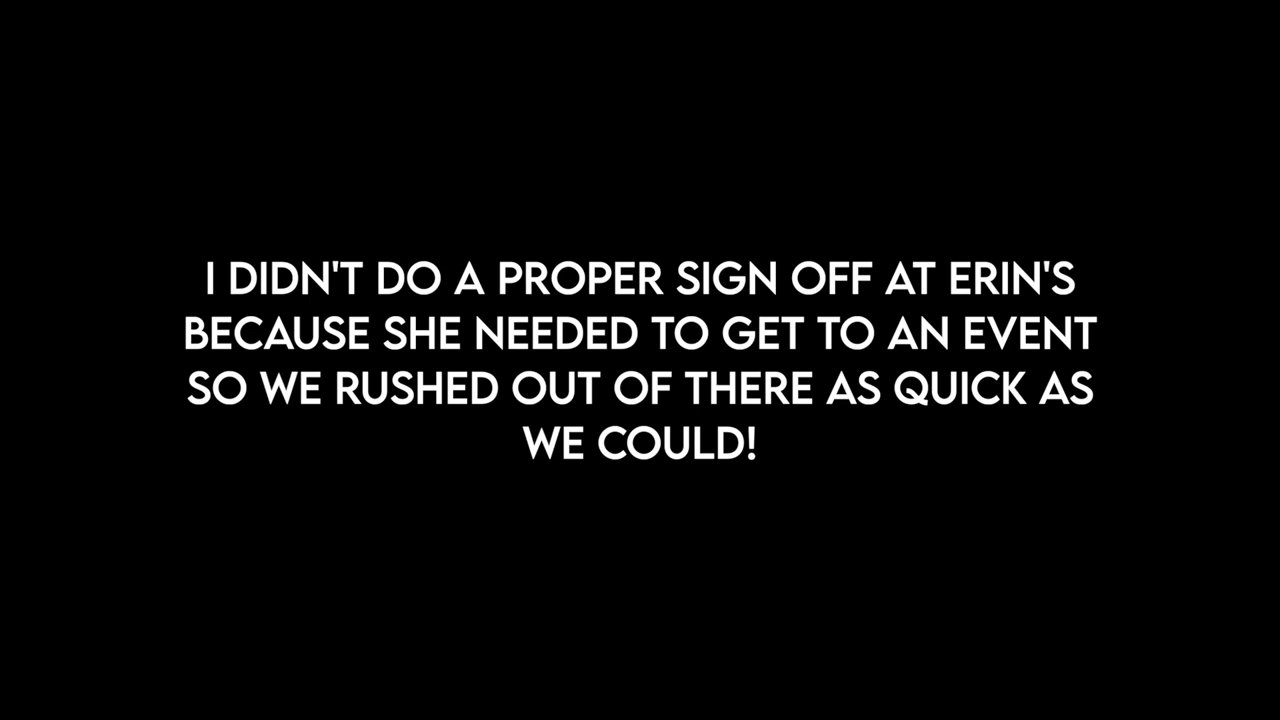 I DIDN'T DO A PROPER SIGN OFF AT ERIN'S
BECAUSE SHE NEEDED TO GET TO AN EVENT
SO WE RUSHED OUT OF THERE AS QUICK AS
WE COULD!